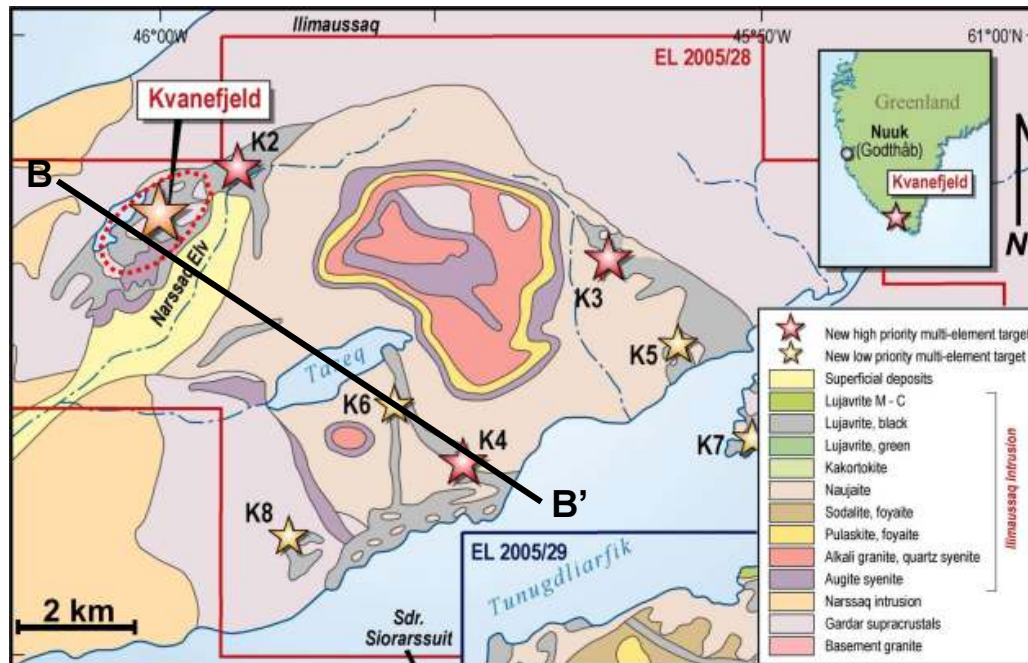 Ilimaussaq
46°00'W
45°50'W
61°00'N
EL 2005/28
Kvanefjeld
K2
B
Narssaq Elv
K3
Taseq
K5
K6
K4
K7
B'
K8
2 km
Sdr.
Siorarssuit
EL 2005/29
Tunugdliarfik
Greenland
Nuuk
(Godthåb)
Kvanefjeld
N
New high priority multi-element target
New low priority multi-element target
Superficial deposits
Lujavrite M - C
Lujavrite, black
Lujavrite, green
Kakortokite
Naujaite
Sodalite, foyaite
Pulaskite, foyaite
Alkali granite, quartz syenite
Augite syenite
Narssaq intrusion
Gardar supracrustals
Basement granite
Ilimaussaq Intrusion